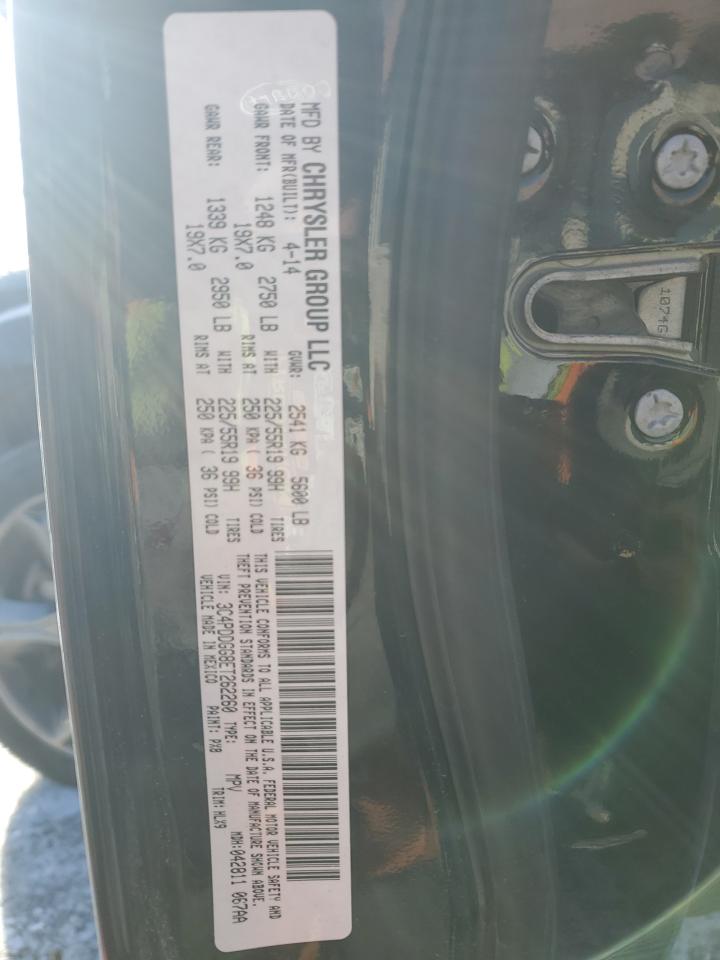 MFD BY CHRYSLER GROUP LLC
DATE OF MFR(BUILT): 4-14 GVWR: 2541 KG 5600 LB
GAWR FRONT: 1248 KG 2750 LB WITH 225/55R19 99H TIRES
19X7.0 RIMS AT 250 KPA ( 36 PSI) COLD
GAWR REAR: 1339 KG 2950 LB WITH 225/55R19 99H TIRES
19X7.0 RIMS AT 250 KPA ( 36 PSI) COLD
THIS VEHICLE CONFORMS TO ALL APPLICABLE U.S.A. FEDERAL MOTOR VEHICLE SAFETY AND
THEFT PREVENTION STANDARDS IN EFFECT ON THE DATE OF MANUFACTURE SHOWN ABOVE.
VIN: 3C4PDDGG8ET262260 TYPE: MPV MDH:042811 067AA
VEHICLE MADE IN MEXICO PAINT: PX8 TRIM:HLX9
1074G